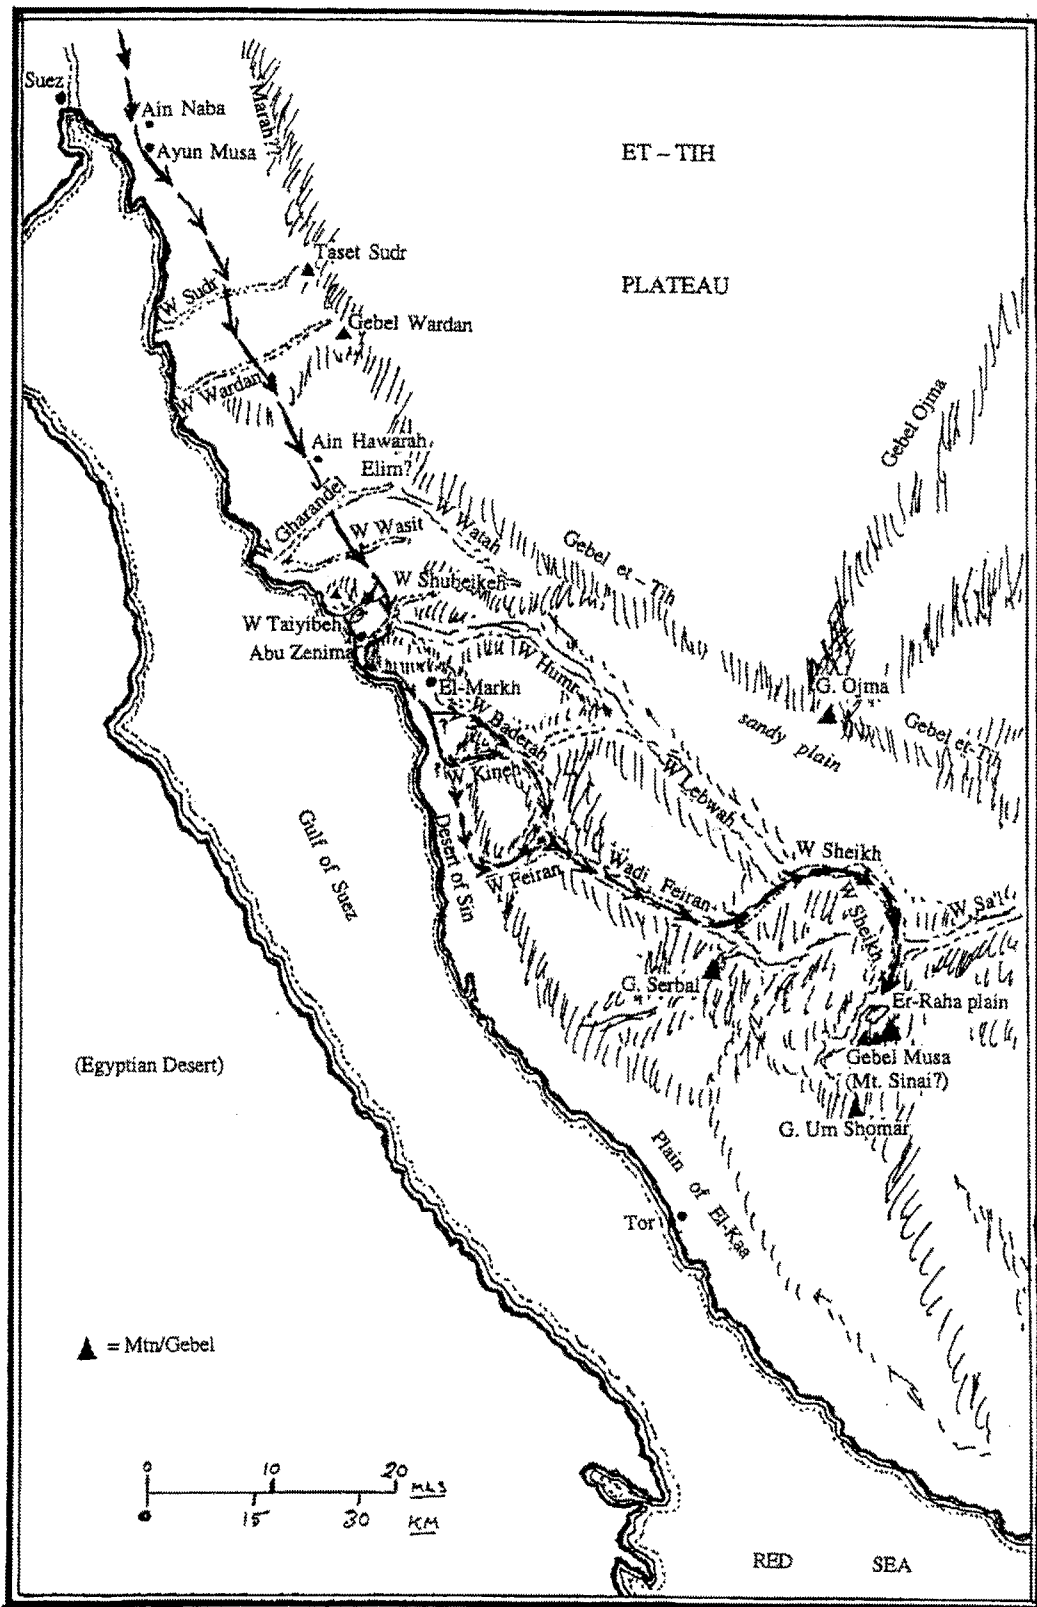 Suez
Ain Naba
Ayun Musa
Marah??
ET – TIH
PLATEAU
Taset Sudr
W Sudr
Gebel Wardan
W Wardan
Gebel Ojma
Ain Hawarah
Elim?
W Gharandel
W Wasit
W Watah
Gebel et – Tih
W Shubeikeh
W Taiyibeh
Abu Zenima
W Humr
El-Markh
G. Ojma
Gebel et-Tih
sandy plain
W Baderah
W Kineh
W Lebwah
Gulf of Suez
Desert of Sin
W Feiran
Wadi Feiran
W Sheikh
W Sheikh
W Sa'l
G. Serbal
Er-Raha plain
Gebel Musa
(Mt. Sinai?)
(Egyptian Desert)
G. Um Shomar
Plain of El-Kaa
Tor
= Mtn/Gebel
0 10 20 MLS
0 15 30 KM
RED SEA